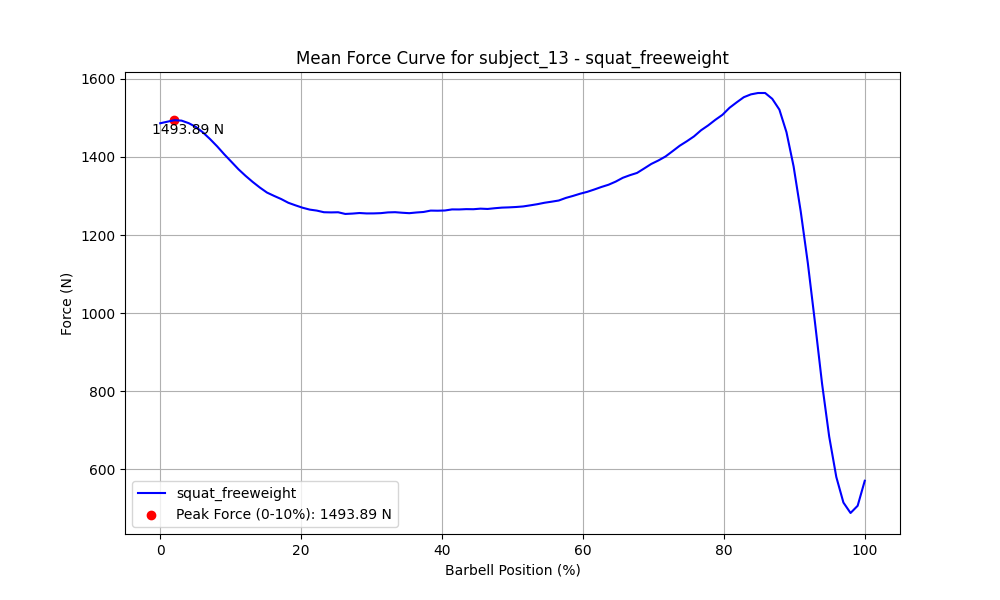 Mean Force Curve for subject_13 - squat_freeweight
1600
1493.89 N
1400
1200
1000
800
600
Force (N)
squat_freeweight
Peak Force (0-10%): 1493.89 N
0
20
40
60
80
100
Barbell Position (%)